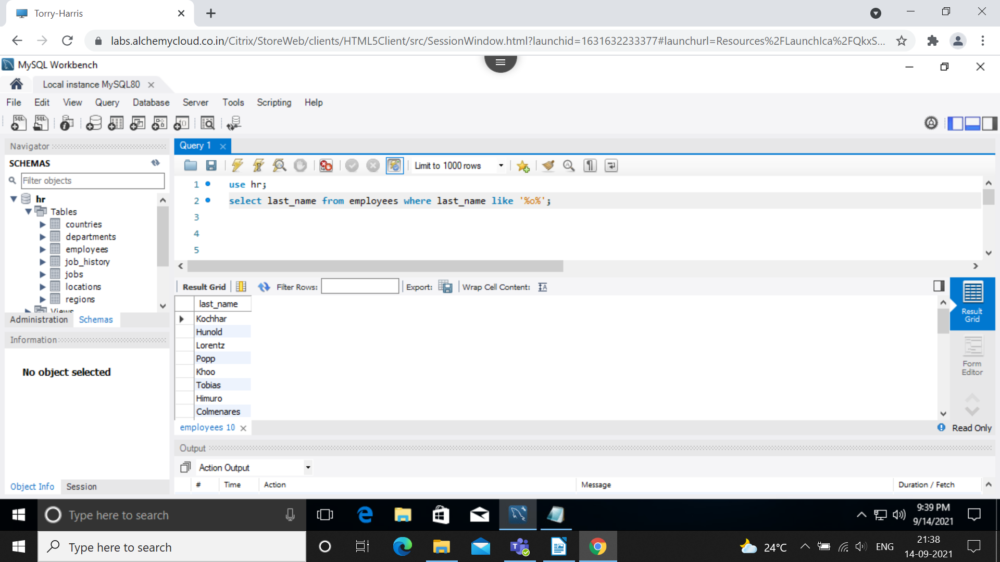 Torry-Harris
labs.alchemycloud.co.in/Citrix/StoreWeb/clients/HTML5Client/src/SessionWindow.html?launchid=1631632233377#launchurl=Resources%2FLaunchIca%2FQkxS...
MySQL Workbench
Local instance MySQL80
File Edit View Query Database Server Tools Scripting Help
Navigator
SCHEMAS
Filter objects
hr
Tables
countries
departments
employees
job_history
jobs
locations
regions
Views
Administration Schemas
Information
No object selected
Object Info Session
Query 1
Limit to 1000 rows
1 use hr;
2 select last_name from employees where last_name like '%o%';
3
4
5
Result Grid Filter Rows: Export: Wrap Cell Content:
last_name
Kochhar
Hunold
Lorentz
Popp
Khoo
Tobias
Himuro
Colmenares
Result
Grid
Form
Editor
employees 10
Read Only
Output
Action Output
# Time Action Message Duration / Fetch
Type here to search
9:39 PM
9/14/2021
Type here to search
24°C
ENG
21:38
14-09-2021